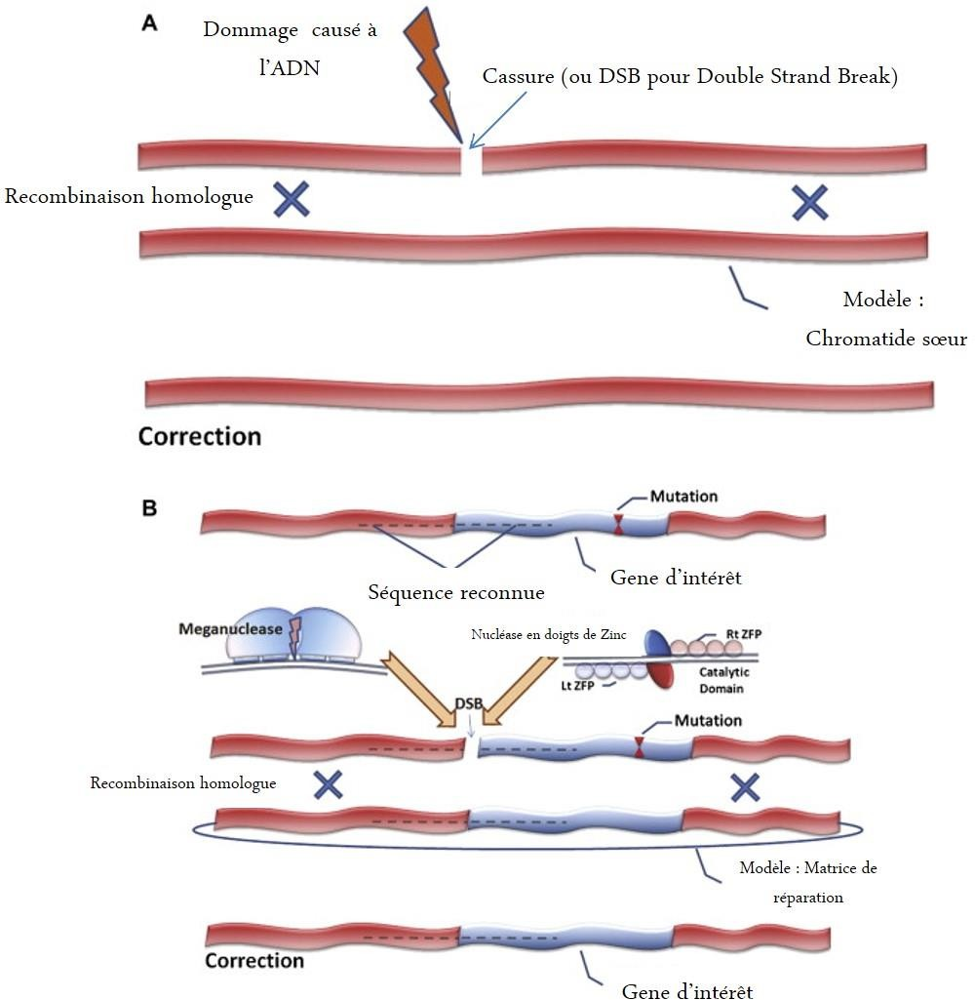 A
Dommage causé à
l'ADN
Cassure (ou DSB pour Double Strand Break)
Recombinaison homologue
Modèle :
Chromatide sœur
Correction
B
Mutation
Gene d'intérêt
Séquence reconnue
Meganuclease
Nucléase en doigts de Zinc
Rt ZFP
Lt ZFP
Catalytic
Domain
DSB
Mutation
Recombinaison homologue
Modèle : Matrice de
réparation
Correction
Gene d'intérêt